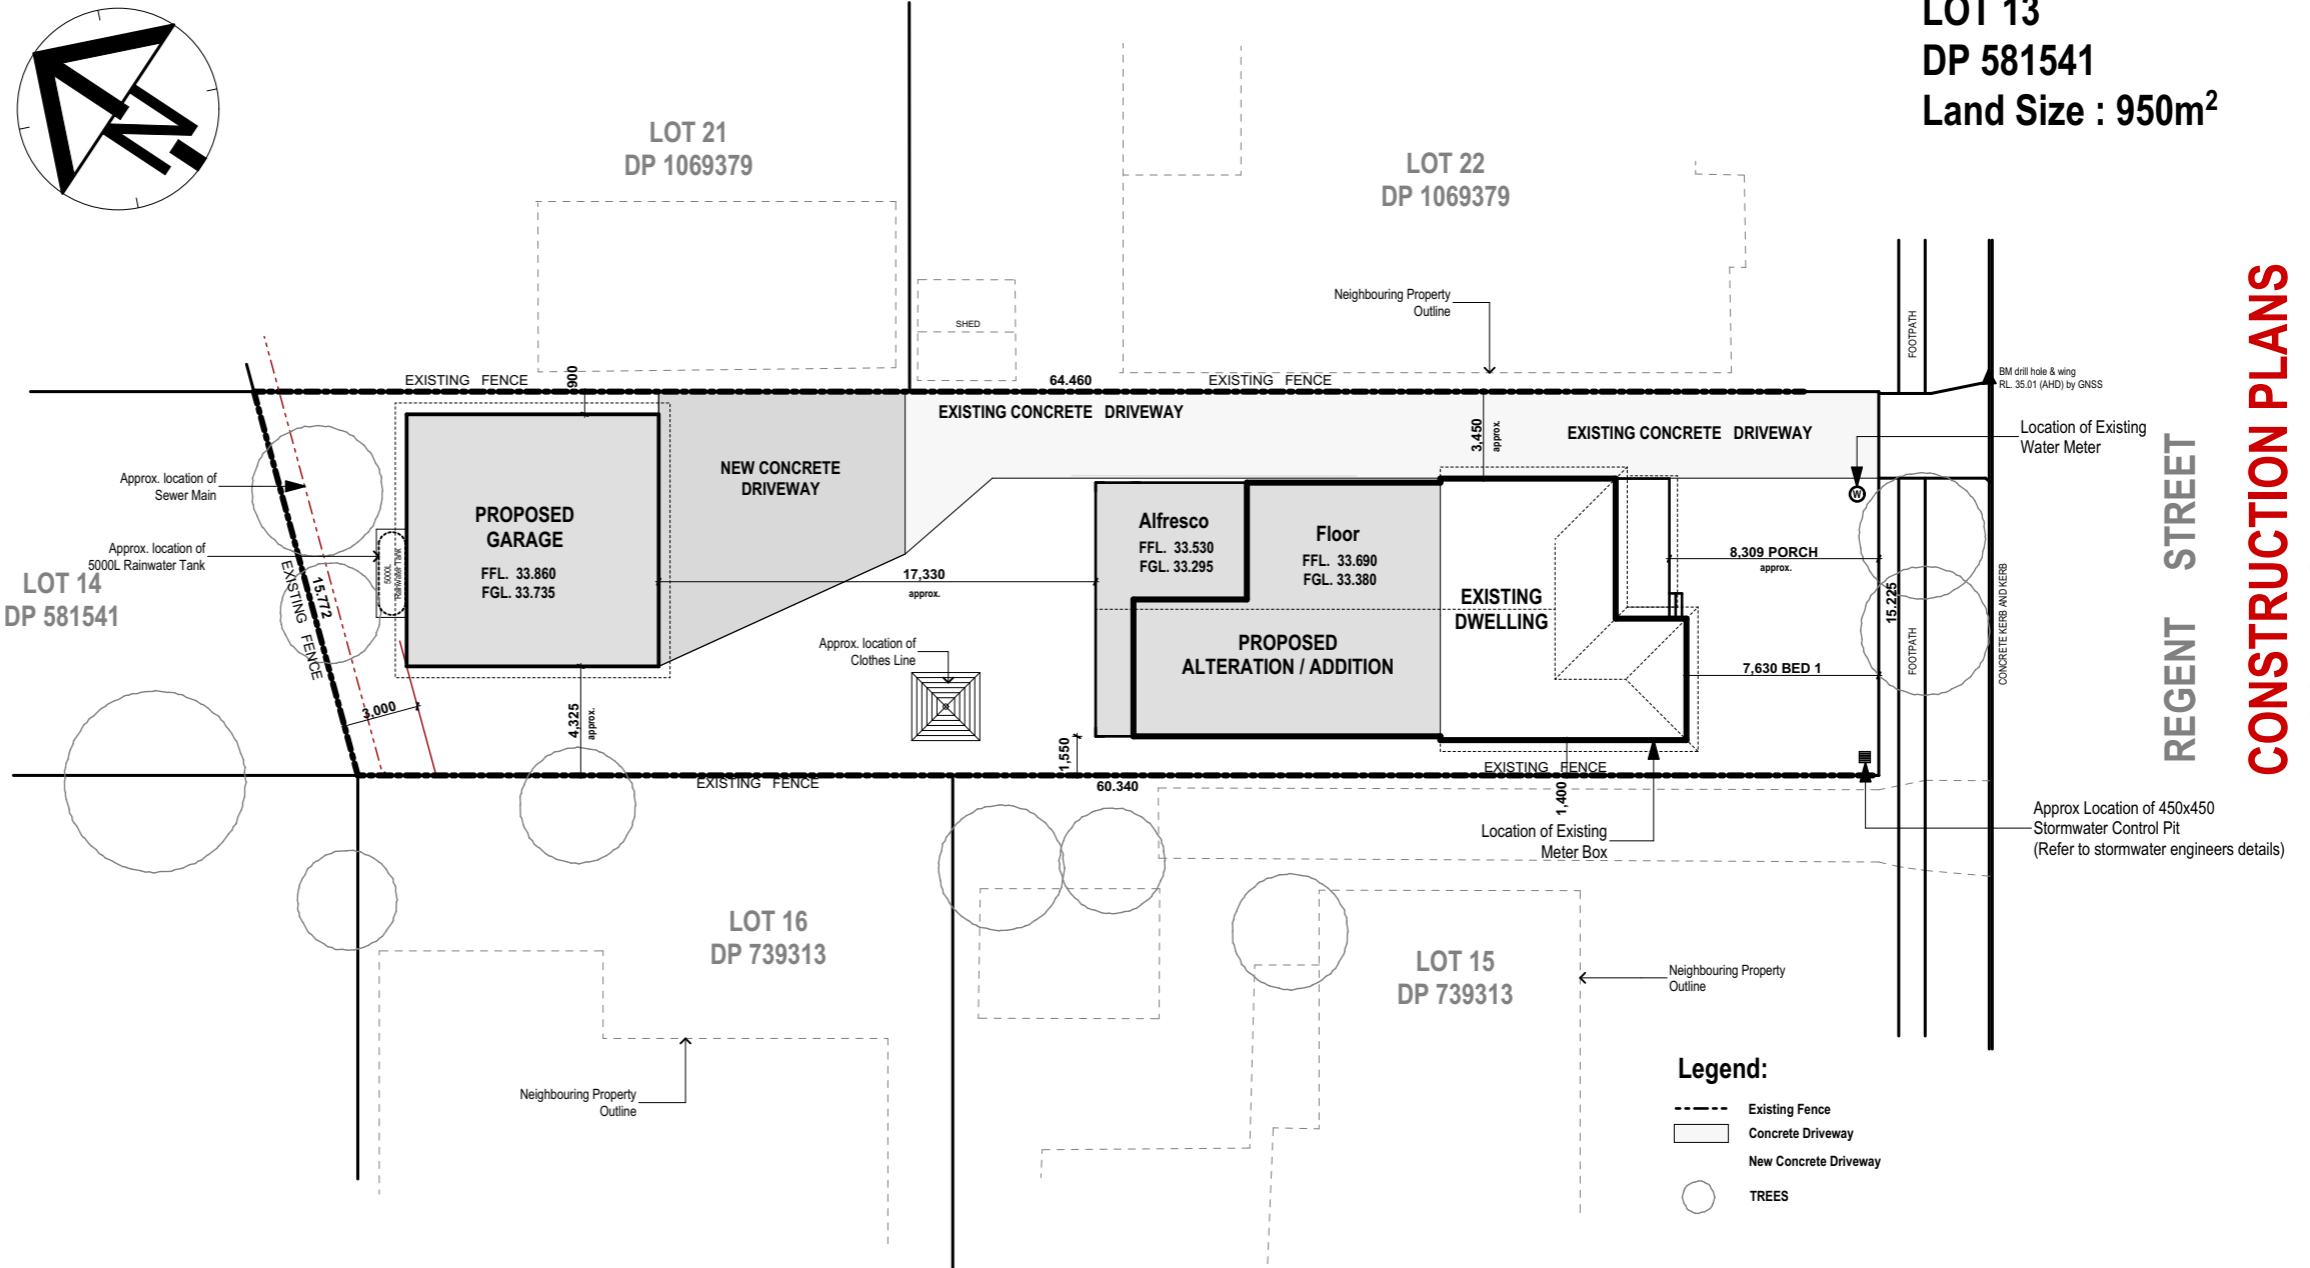 LOT 13
DP 581541
Land Size : 950m²
N
LOT 21
DP 1069379
LOT 22
DP 1069379
SHED
Neighbouring Property
Outline
FOOTPATH
BM drill hole & wing
RL. 35.01 (AHD) by GNSS
EXISTING FENCE
900
64.460
EXISTING FENCE
EXISTING CONCRETE DRIVEWAY
EXISTING CONCRETE DRIVEWAY
3,450
approx.
Location of Existing
Water Meter
W
Approx. location of
Sewer Main
NEW CONCRETE
DRIVEWAY
PROPOSED
GARAGE
FFL. 33.860
FGL. 33.735
Alfresco
FFL. 33.530
FGL. 33.295
Floor
FFL. 33.690
FGL. 33.380
8,309 PORCH
approx.
Approx. location of
5000L Rainwater Tank
5000L
Rainwater Tank
LOT 14
DP 581541
15.772
EXISTING FENCE
17,330
approx.
EXISTING
DWELLING
15.225
PROPOSED
ALTERATION / ADDITION
Approx. location of
Clothes Line
7,630 BED 1
FOOTPATH
CONCRETE KERB AND KERB
REGENT STREET
CONSTRUCTION PLANS
3,000
4,325
approx.
1,550
EXISTING FENCE
60.340
EXISTING FENCE
1,400
Location of Existing
Meter Box
Approx Location of 450x450
Stormwater Control Pit
(Refer to stormwater engineers details)
LOT 16
DP 739313
LOT 15
DP 739313
Neighbouring Property
Outline
Neighbouring Property
Outline
Legend:
Existing Fence
Concrete Driveway
New Concrete Driveway
TREES